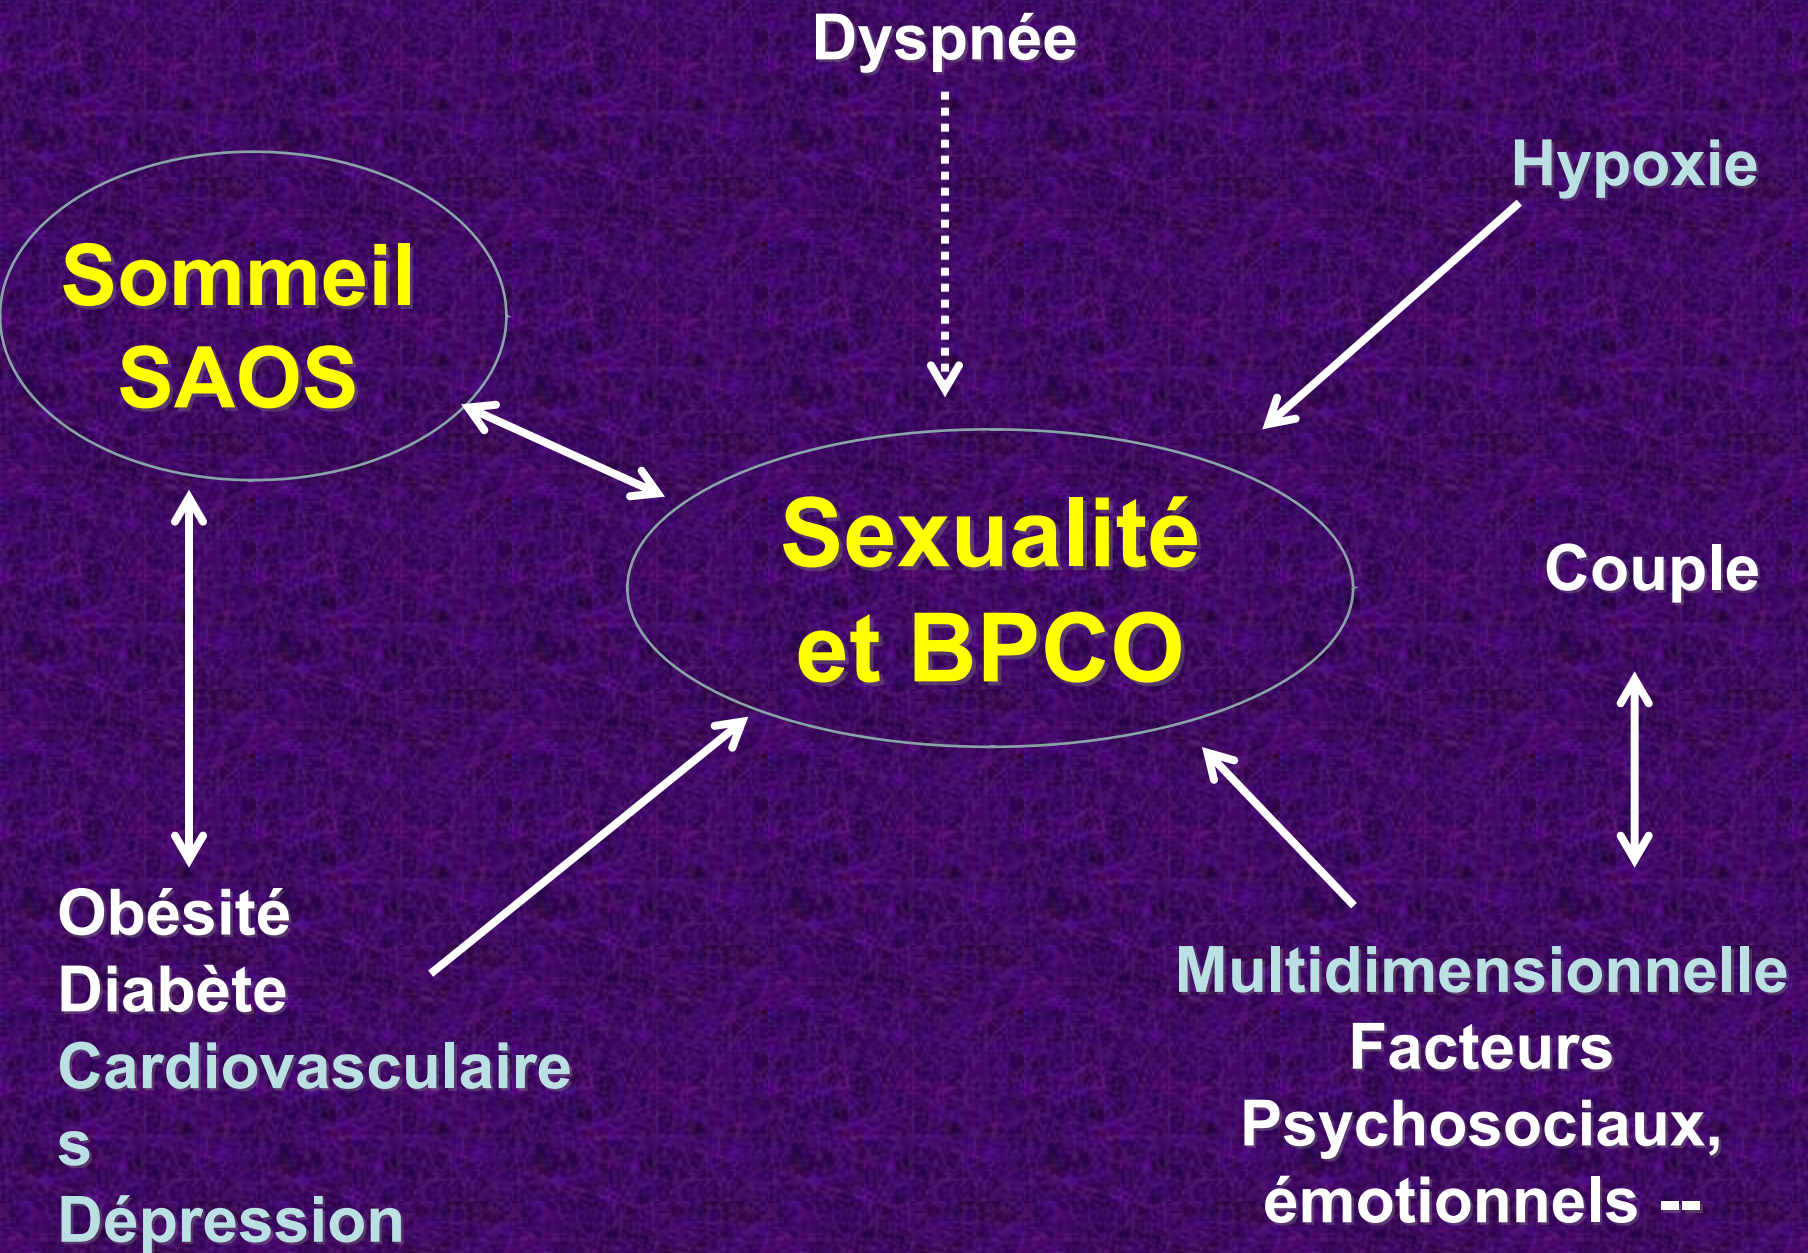 Dyspnée
Hypoxie
Sommeil
SAOS
Sexualité
et BPCO
Couple
Obésité
Diabète
Cardiovasculaire
s
Dépression
Multidimensionnelle
Facteurs
Psychosociaux,
émotionnels --